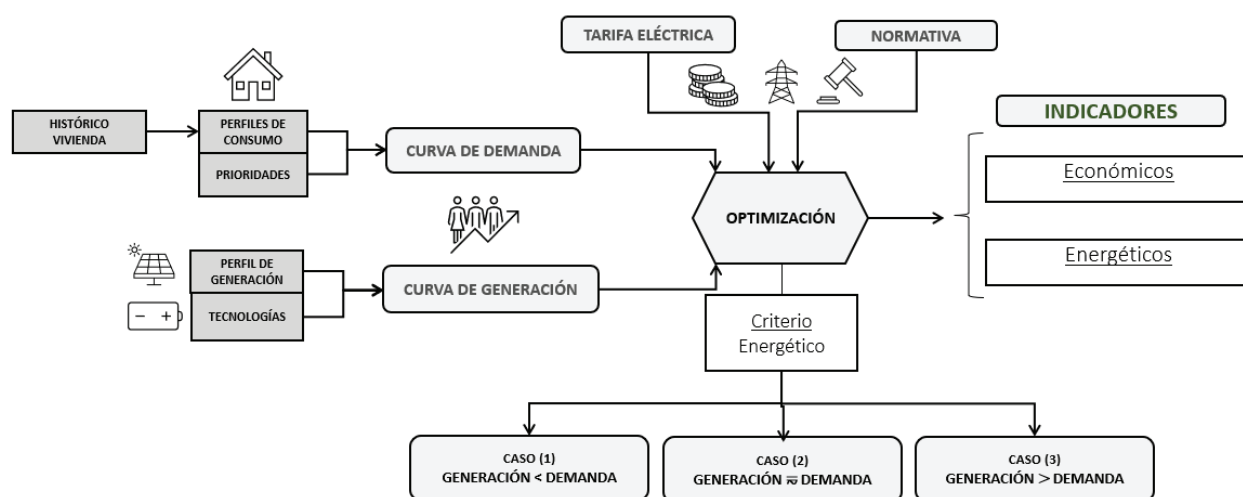 TARIFA ELÉCTRICA
NORMATIVA
HISTÓRICO
VIVIENDA
PERFILES DE
CONSUMO
PRIORIDADES
CURVA DE DEMANDA
PERFIL DE
GENERACIÓN
TECNOLOGÍAS
CURVA DE GENERACIÓN
OPTIMIZACIÓN
INDICADORES
Económicos
Energéticos
Criterio
Energético
CASO (1)
GENERACIÓN < DEMANDA
CASO (2)
GENERACIÓN ≂ DEMANDA
CASO (3)
GENERACIÓN > DEMANDA